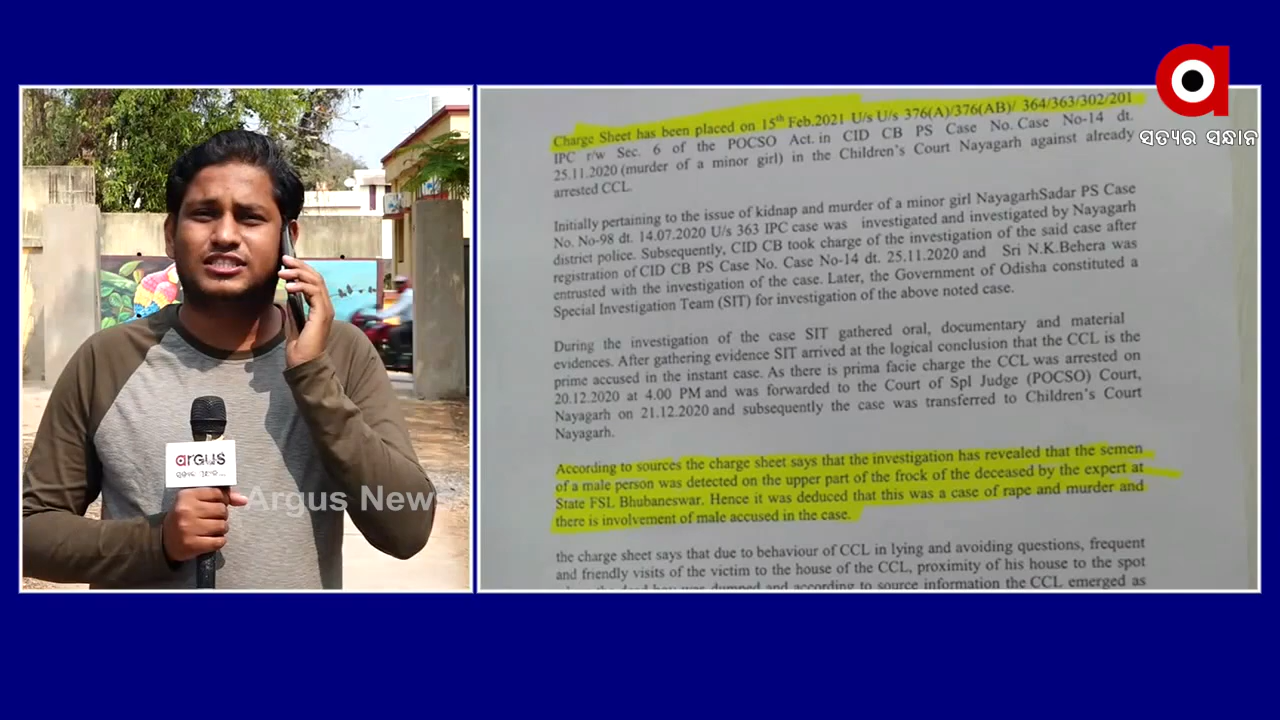 ସତ୍ୟର ସନ୍ଧାନ
argus
Argus News
Charge Sheet has been placed on 15th Feb.2021 U/s U/s 376(A)/376(AB)/ 364/363/302/201
IPC r/w Sec. 6 of the POCSO Act. in CID CB PS Case No. Case No-14 dt.
25.11.2020 (murder of a minor girl) in the Children's Court Nayagarh against already
arrested CCL.
Initially pertaining to the issue of kidnap and murder of a minor girl NayagarhSadar PS Case
No. No-98 dt. 14.07.2020 U/s 363 IPC case was investigated and investigated by Nayagarh
district police. Subsequently, CID CB took charge of the investigation of the said case after
registration of CID CB PS Case No. Case No-14 dt. 25.11.2020 and Sri N.K.Behera was
entrusted with the investigation of the case. Later, the Government of Odisha constituted a
Special Investigation Team (SIT) for investigation of the above noted case.
During the investigation of the case SIT gathered oral, documentary and material
evidences. After gathering evidence SIT arrived at the logical conclusion that the CCL is the
prime accused in the instant case. As there is prima facie charge the CCL was arrested on
20.12.2020 at 4.00 PM and was forwarded to the Court of Spl Judge (POCSO) Court,
Nayagarh on 21.12.2020 and subsequently the case was transferred to Children's Court
Nayagarh.
According to sources the charge sheet says that the investigation has revealed that the semen
of a male person was detected on the upper part of the frock of the deceased by the expert at
State FSL Bhubaneswar. Hence it was deduced that this was a case of rape and murder and
there is involvement of male accused in the case.
the charge sheet says that due to behaviour of CCL in lying and avoiding questions, frequent
and friendly visits of the victim to the house of the CCL, proximity of his house to the spot
was dumped and according to source information the CCL emerged as